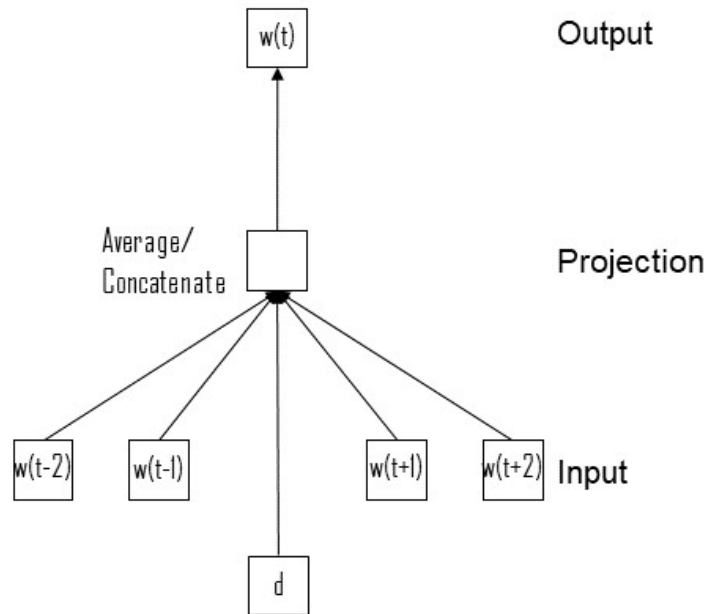 w(t)
Output
Average/
Concatenate
Projection
w(t-2)
w(t-1)
w(t+1)
w(t+2)
Input
d